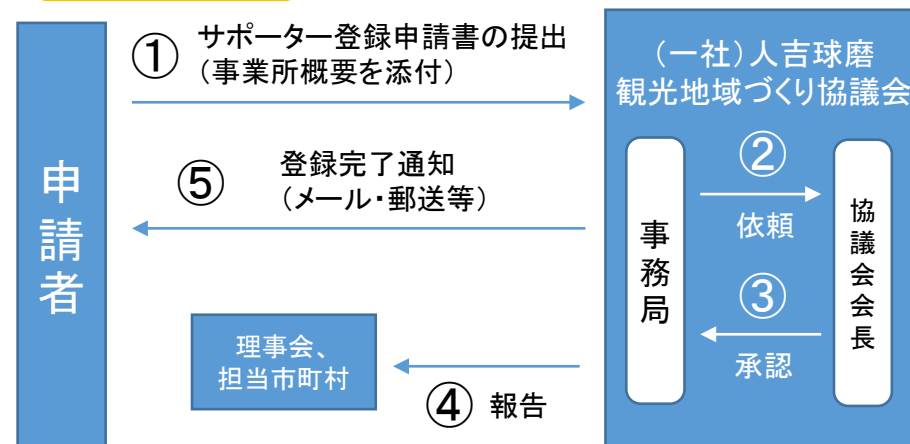 申請者
①
サポーター登録申請書の提出
（事業所概要を添付）
（一社）人吉球磨
観光地域づくり協議会
事務局
②
依頼
③
承認
協議会会長
④ 報告
理事会、
担当市町村
⑤
登録完了通知
（メール・郵送等）